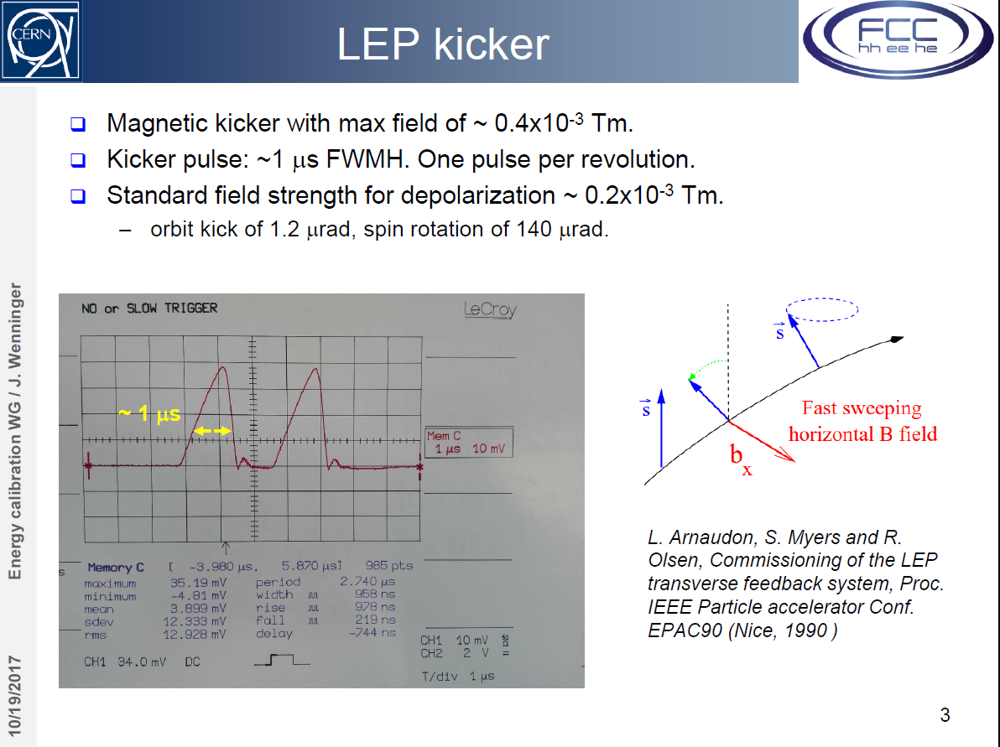 CERN
LEP kicker
FCC
hh ee he
Magnetic kicker with max field of ~ 0.4x10-3 Tm.
Kicker pulse: ~1 μs FWMH. One pulse per revolution.
Standard field strength for depolarization ~ 0.2x10-3 Tm.
– orbit kick of 1.2 μrad, spin rotation of 140 μrad.
Energy calibration WG / J. Wenninger
10/19/2017
NO or SLOW TRIGGER
LeCroy
~ 1 μs
Mem C
1 μs 10 mV
s
Memory C [ -3.980 μs, 5.870 μs] 985 pts
maximum 35.19 mV period 2.740 μs
minimum -4.81 mV width 958 ns
mean 3.899 mV rise 978 ns
sdev 12.333 mV fall 219 ns
rms 12.928 mV delay -744 ns
CH1 34.0 mV DC
CH1 10 mV 50 Ω
CH2 2 V =
T/div 1 μs
s
s
bx
Fast sweeping
horizontal B field
L. Arnaudon, S. Myers and R.
Olsen, Commissioning of the LEP
transverse feedback system, Proc.
IEEE Particle accelerator Conf.
EPAC90 (Nice, 1990 )
3